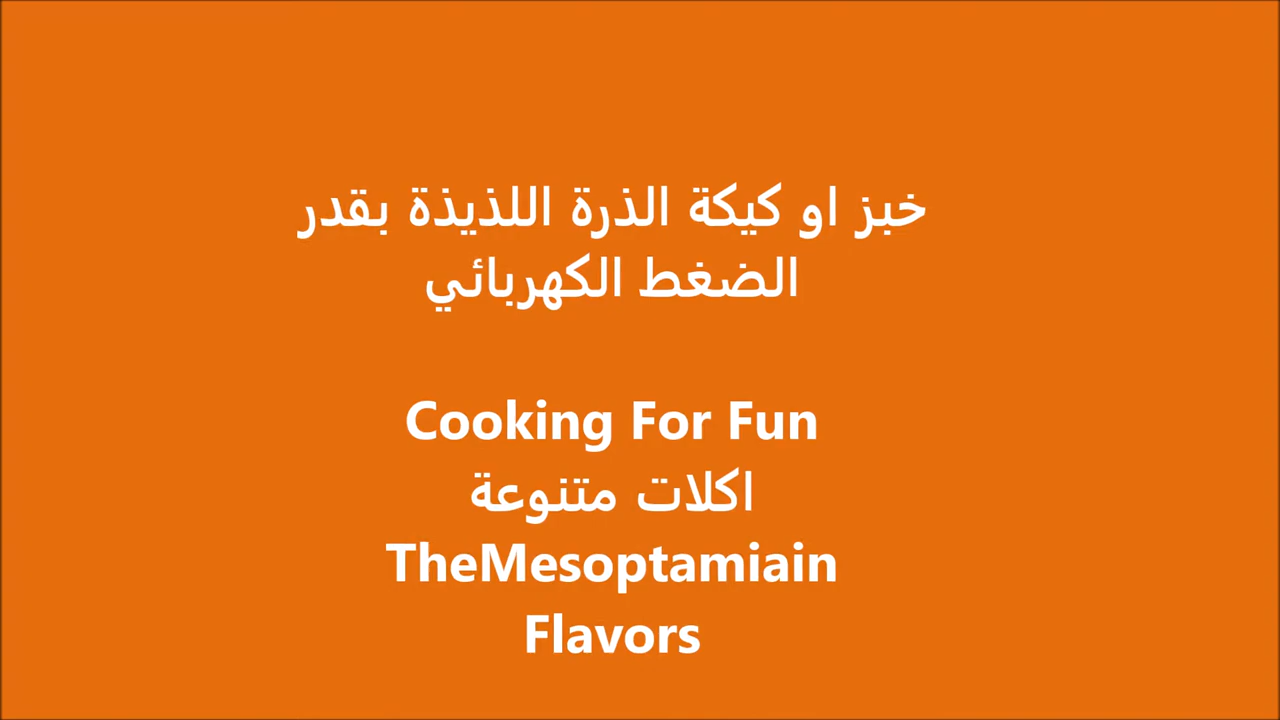 خبز او كيكة الذرة اللذيذة بقدر
الضغط الكهربائي
Cooking For Fun
اكلات متنوعة
TheMesoptamiain
Flavors